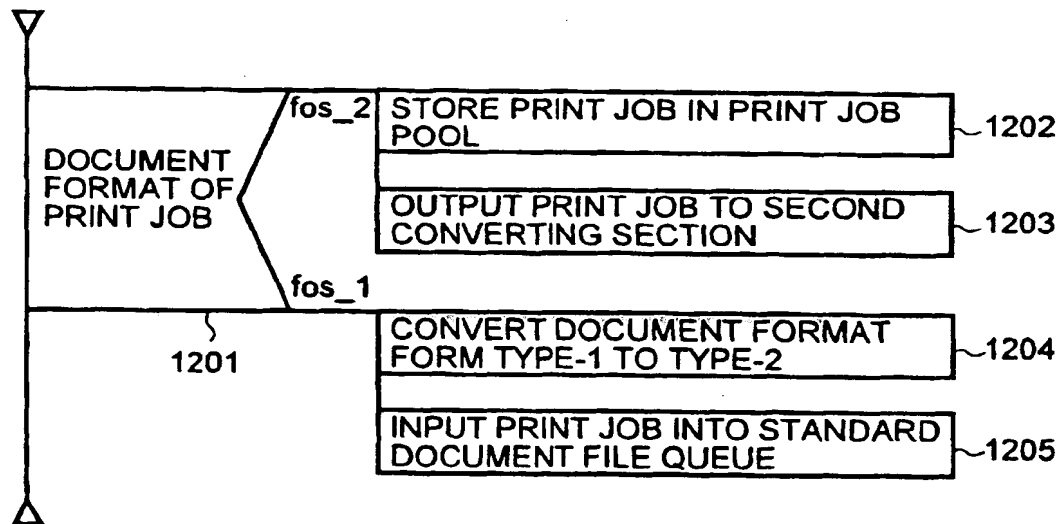 fos_2
STORE PRINT JOB IN PRINT JOB
POOL
1202
DOCUMENT
FORMAT OF
PRINT JOB
OUTPUT PRINT JOB TO SECOND
CONVERTING SECTION
1203
fos_1
1201
CONVERT DOCUMENT FORMAT
FORM TYPE-1 TO TYPE-2
1204
INPUT PRINT JOB INTO STANDARD
DOCUMENT FILE QUEUE
1205